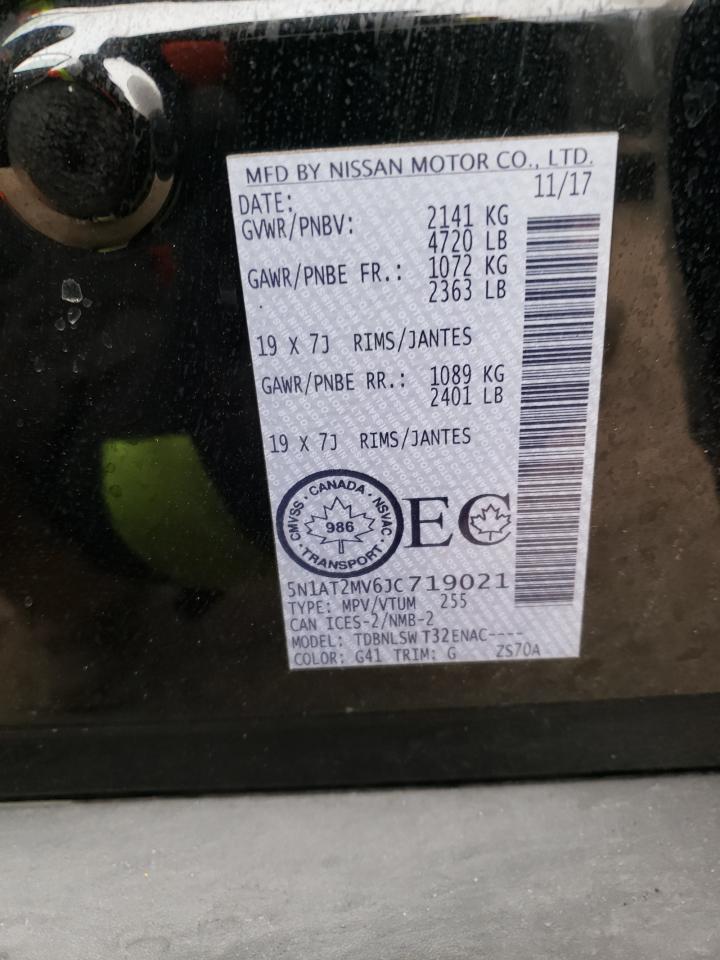 MFD BY NISSAN MOTOR CO., LTD.
DATE: 11/17
GVWR/PNBV: 2141 KG
4720 LB
GAWR/PNBE FR.: 1072 KG
2363 LB
19 X 7J RIMS/JANTES
GAWR/PNBE RR.: 1089 KG
2401 LB
19 X 7J RIMS/JANTES
CMVSS · CANADA · NSVAC
986
TRANSPORT
EC
5N1AT2MV6JC719021
TYPE: MPV/VTUM 255
CAN ICES-2/NMB-2
MODEL: TDBNLSW T32ENAC----
COLOR: G41 TRIM: G ZS70A